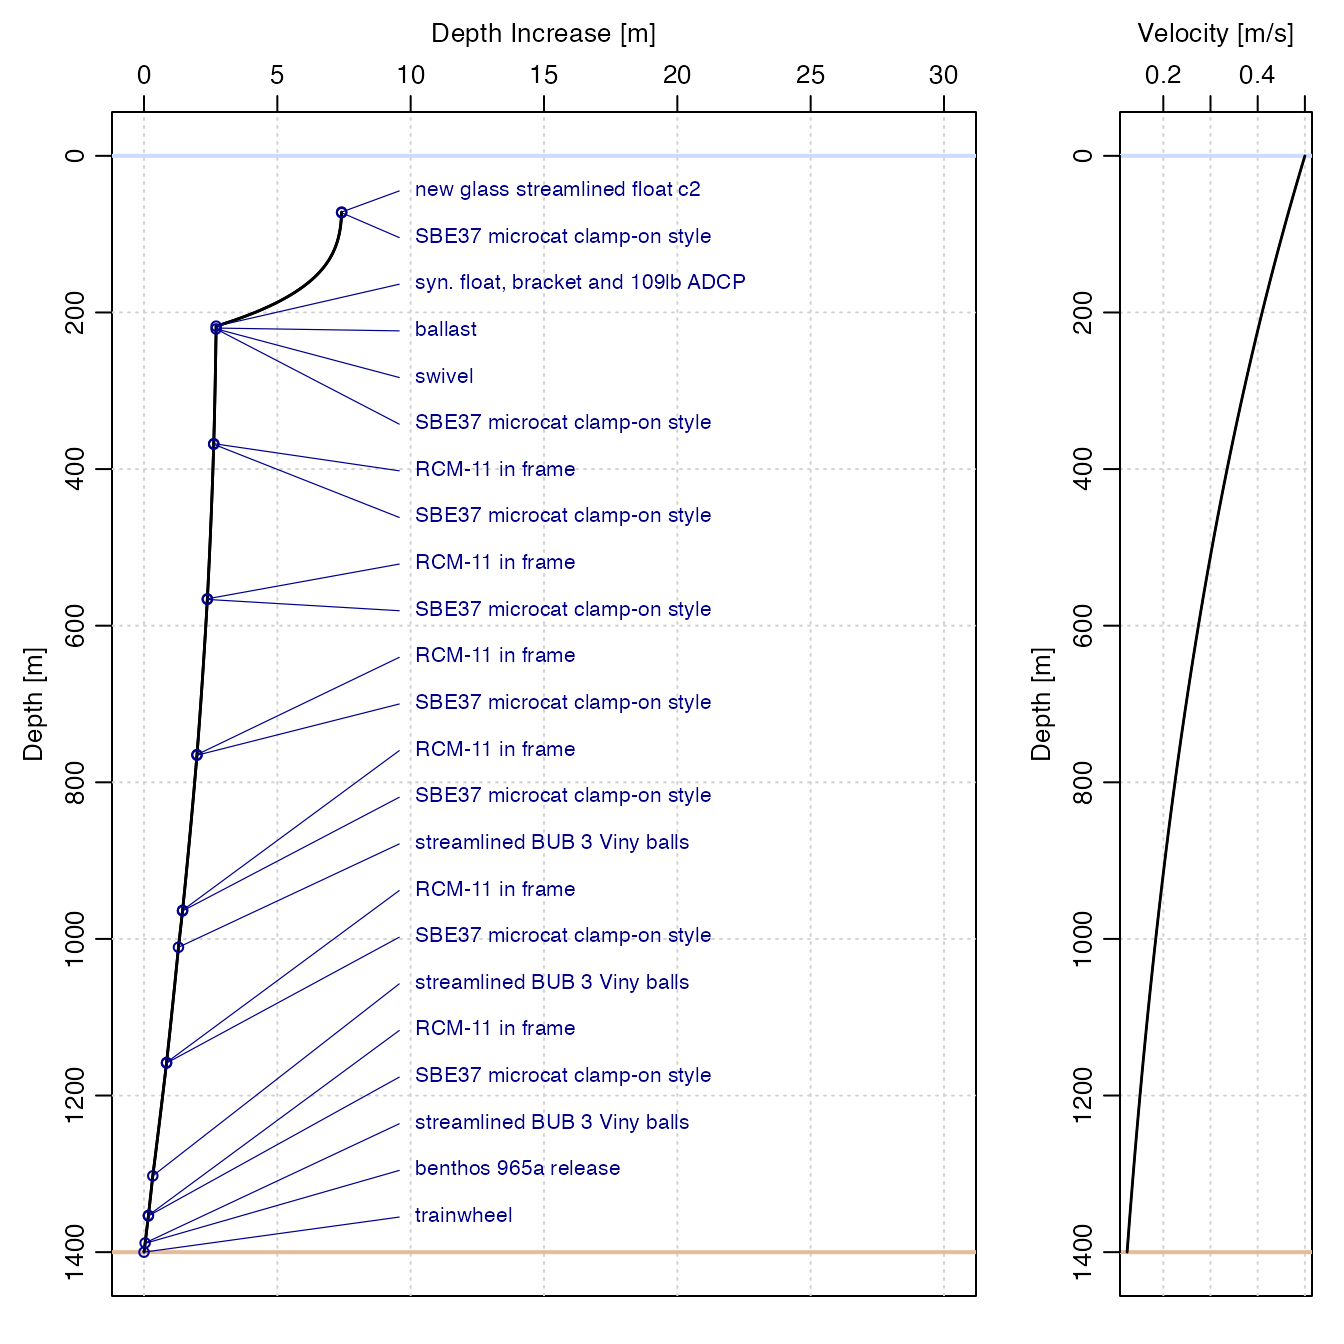 Depth Increase [m]
0 5 10 15 20 25 30
Depth [m]
0
200
400
600
800
1000
1200
1400
new glass streamlined float c2
SBE37 microcat clamp-on style
syn. float, bracket and 109lb ADCP
ballast
swivel
SBE37 microcat clamp-on style
RCM-11 in frame
SBE37 microcat clamp-on style
RCM-11 in frame
SBE37 microcat clamp-on style
RCM-11 in frame
SBE37 microcat clamp-on style
RCM-11 in frame
SBE37 microcat clamp-on style
streamlined BUB 3 Viny balls
RCM-11 in frame
SBE37 microcat clamp-on style
streamlined BUB 3 Viny balls
RCM-11 in frame
SBE37 microcat clamp-on style
streamlined BUB 3 Viny balls
benthos 965a release
trainwheel
Velocity [m/s]
0.2 0.4
Depth [m]
0
200
400
600
800
1000
1200
1400